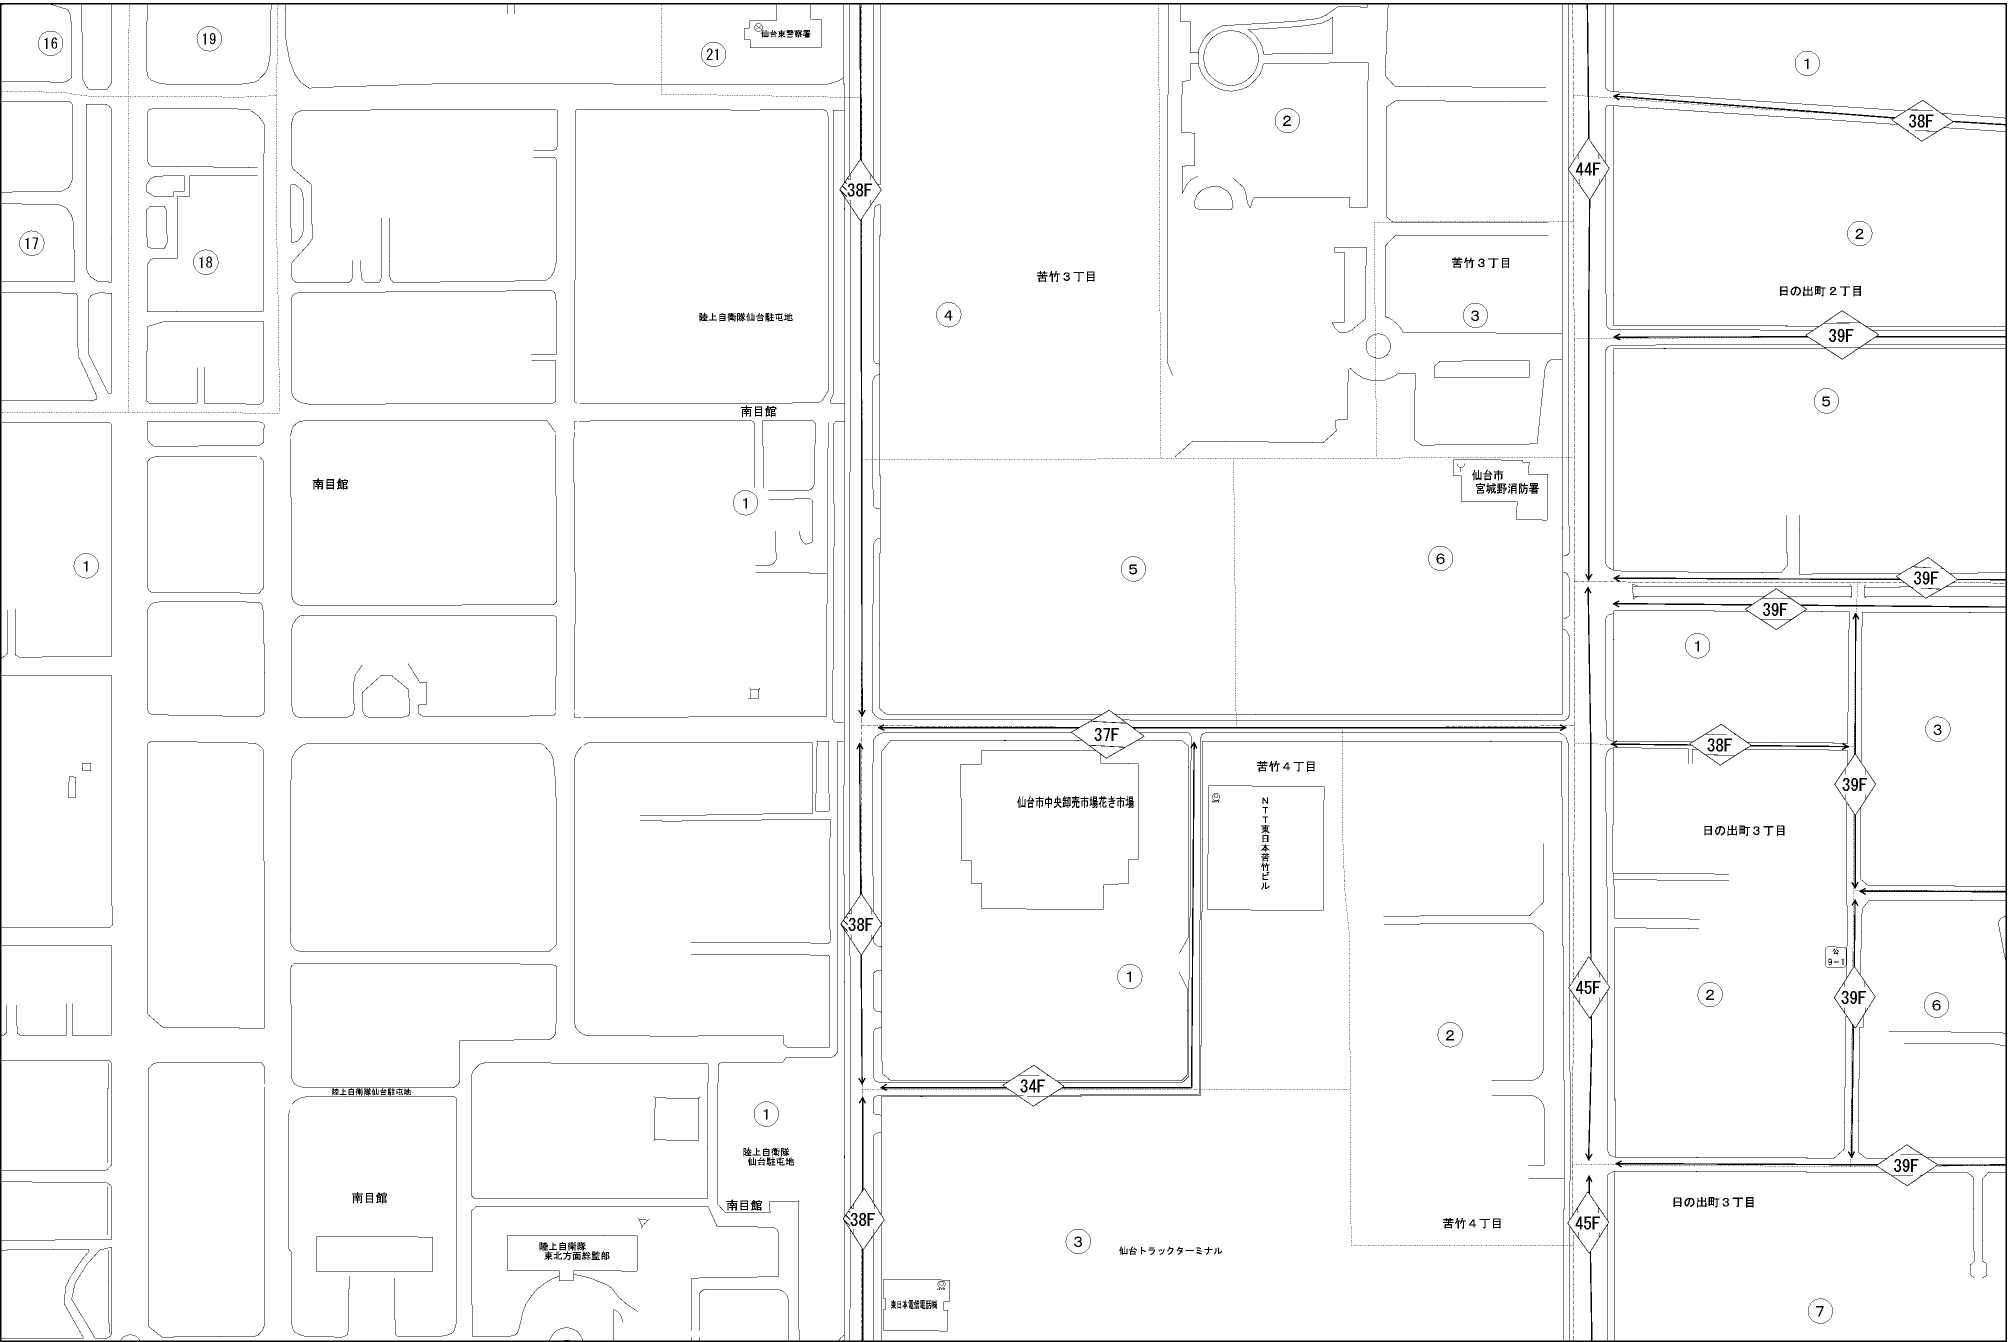 16
19
21
仙台東警察署
1
2
38F
38F
44F
17
18
2
苦竹３丁目
苦竹３丁目
日の出町２丁目
4
3
陸上自衛隊仙台駐屯地
39F
5
南目館
南目館
仙台市
宮城野消防署
1
1
5
6
39F
39F
1
37F
38F
3
苦竹４丁目
39F
仙台市中央卸売市場花き市場
ＮＴＴ東日本苦竹ビル
日の出町３丁目
38F
公
9-1
1
45F
2
39F
6
2
34F
陸上自衛隊仙台駐屯地
1
陸上自衛隊
仙台駐屯地
39F
南目館
南目館
日の出町３丁目
38F
45F
苦竹４丁目
3
仙台トラックターミナル
陸上自衛隊
東北方面総監部
東日本電信電話㈱
7